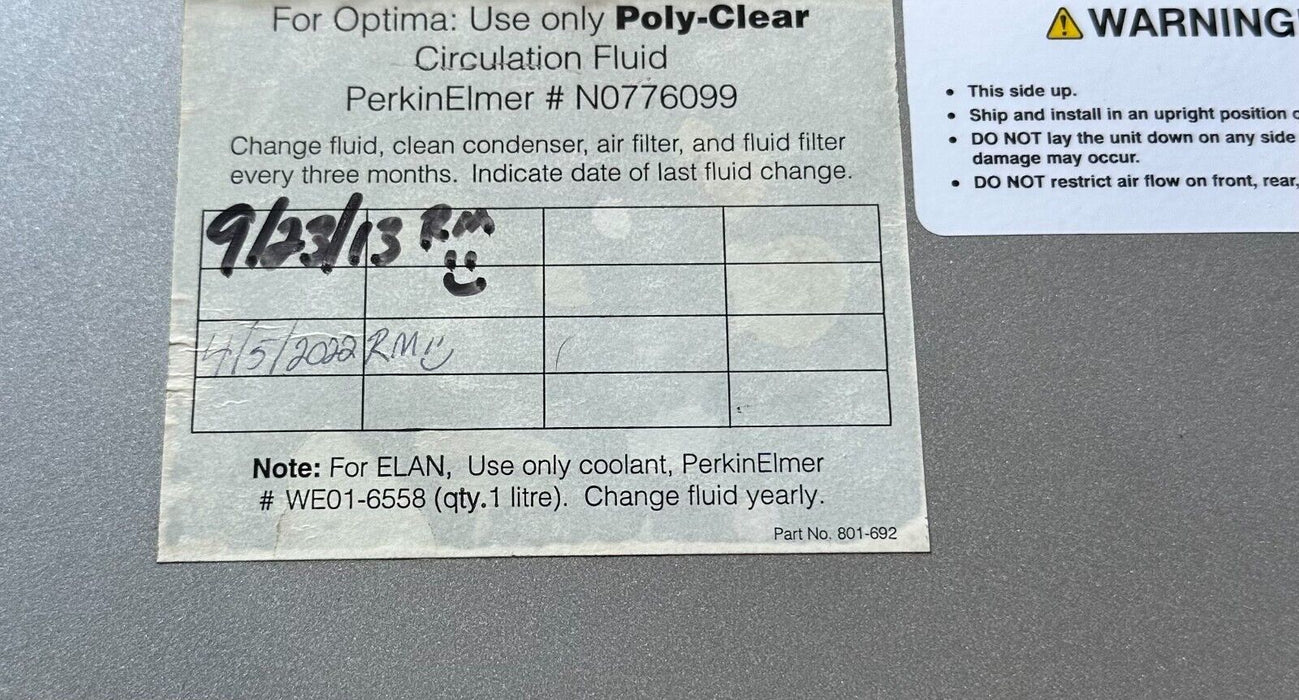 For Optima: Use only Poly-Clear
Circulation Fluid
PerkinElmer # N0776099
Change fluid, clean condenser, air filter, and fluid filter
every three months. Indicate date of last fluid change.
9/23/13 RM
4/5/2022 RM
Note: For ELAN, Use only coolant, PerkinElmer
# WE01-6558 (qty.1 litre). Change fluid yearly.
Part No. 801-692
WARNING
• This side up.
• Ship and install in an upright position
• DO NOT lay the unit down on any side
damage may occur.
• DO NOT restrict air flow on front, rear,